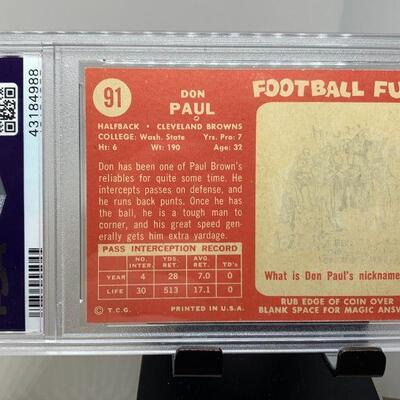 43184988
91
DON
PAUL
HALFBACK • CLEVELAND BROWNS
COLLEGE: Wash. State Yrs. Pro: 7
Ht: 6 Wt: 190 Age: 32
Don has been one of Paul Brown's
reliables for quite some time. He
intercepts passes on defense, and
he runs back punts. Once he
has the ball, he is a tough man
to corner, and his great speed
generally gets him extra yardage.
PASS INTERCEPTION RECORD
NO. INTER YDS. RET. AVG. RET. TD's
YEAR 4 28 7.0 0
LIFE 30 513 17.1 0
© T.C.G. PRINTED IN U.S.A.
FOOTBALL FU
What is Don Paul's nickname
RUB EDGE OF COIN OVER
BLANK SPACE FOR MAGIC ANSW